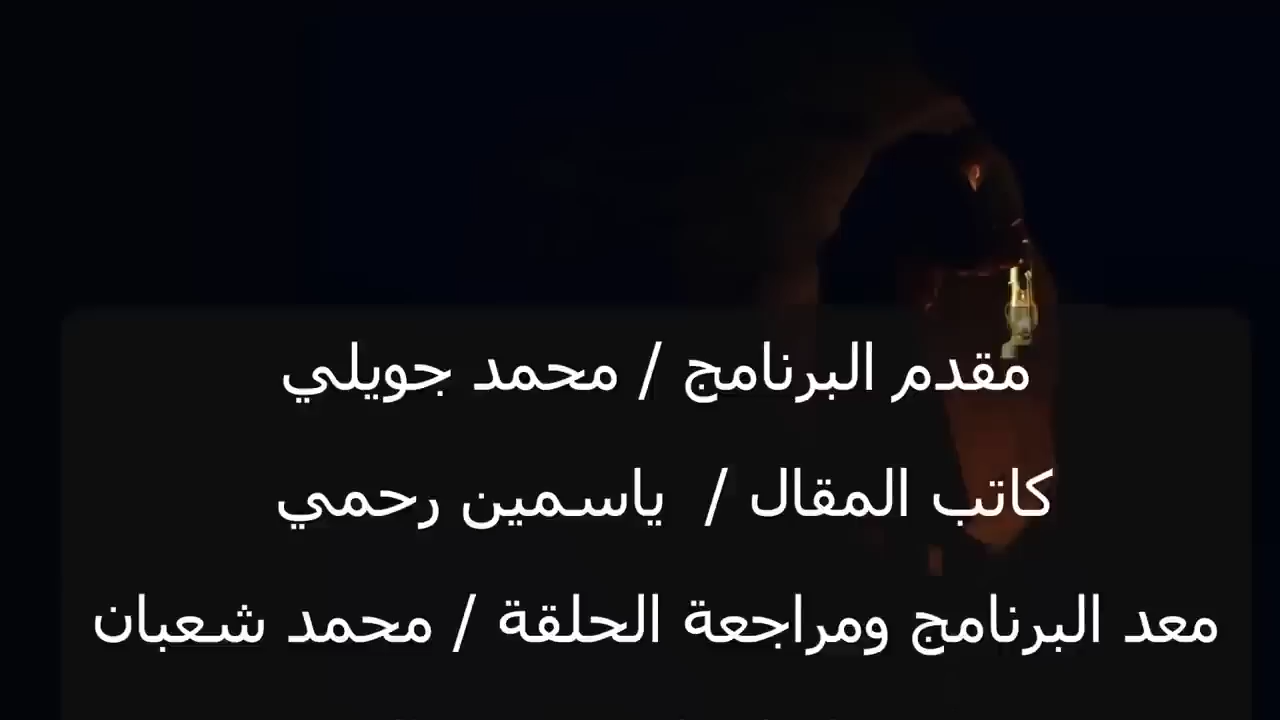 مقدم البرنامج / محمد جويلي
كاتب المقال / ياسمين رحمي
معد البرنامج ومراجعة الحلقة / محمد شعبان